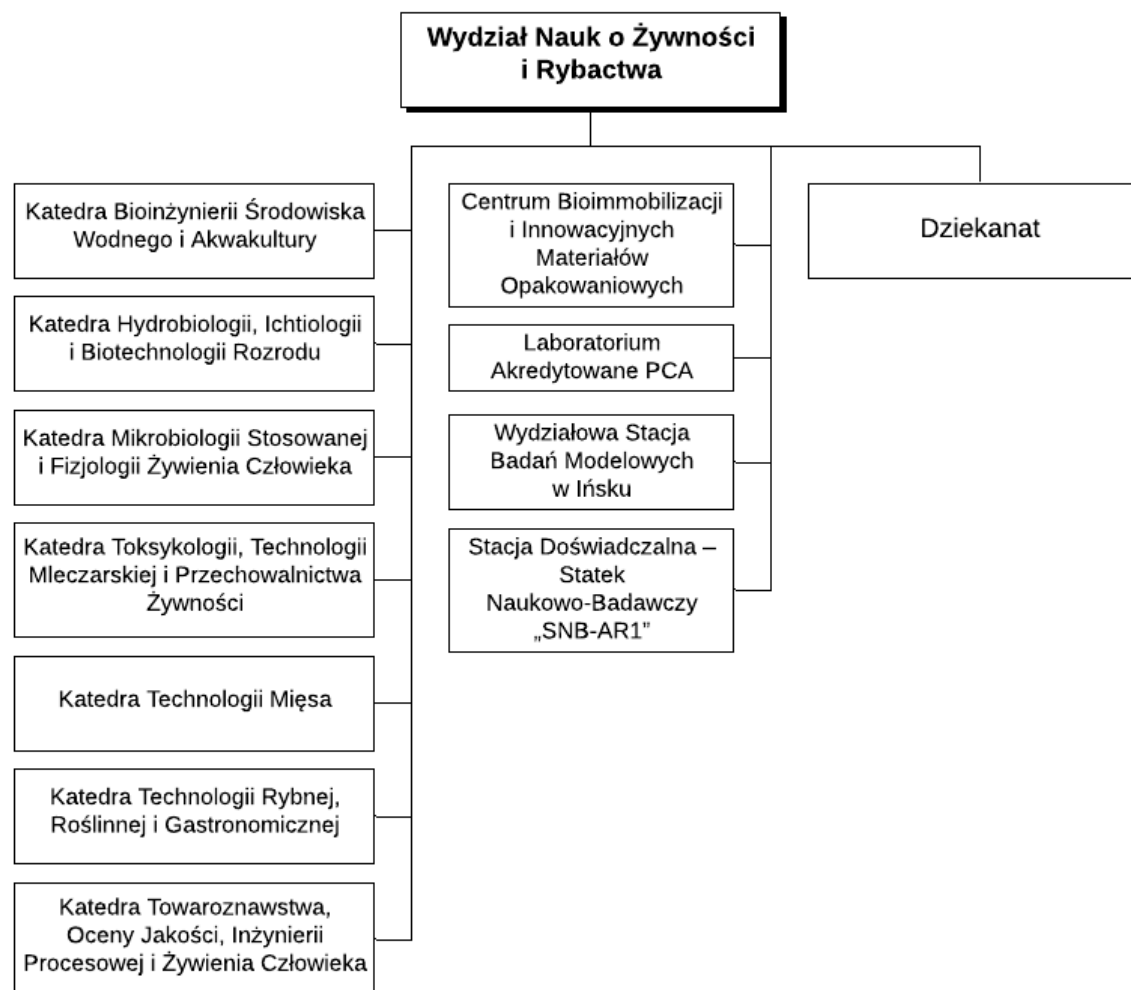 Wydział Nauk o Żywności
i Rybactwa
Katedra Bioinżynierii Środowiska
Wodnego i Akwakultury
Katedra Hydrobiologii, Ichtiologii
i Biotechnologii Rozrodu
Katedra Mikrobiologii Stosowanej
i Fizjologii Żywienia Człowieka
Katedra Toksykologii, Technologii
Mleczarskiej i Przechowalnictwa
Żywności
Katedra Technologii Mięsa
Katedra Technologii Rybnej,
Roślinnej i Gastronomicznej
Katedra Towaroznawstwa,
Oceny Jakości, Inżynierii
Procesowej i Żywienia Człowieka
Centrum Bioimmobilizacji
i Innowacyjnych
Materiałów
Opakowaniowych
Laboratorium
Akredytowane PCA
Wydziałowa Stacja
Badań Modelowych
w Ińsku
Stacja Doświadczalna –
Statek
Naukowo-Badawczy
„SNB-AR1”
Dziekanat